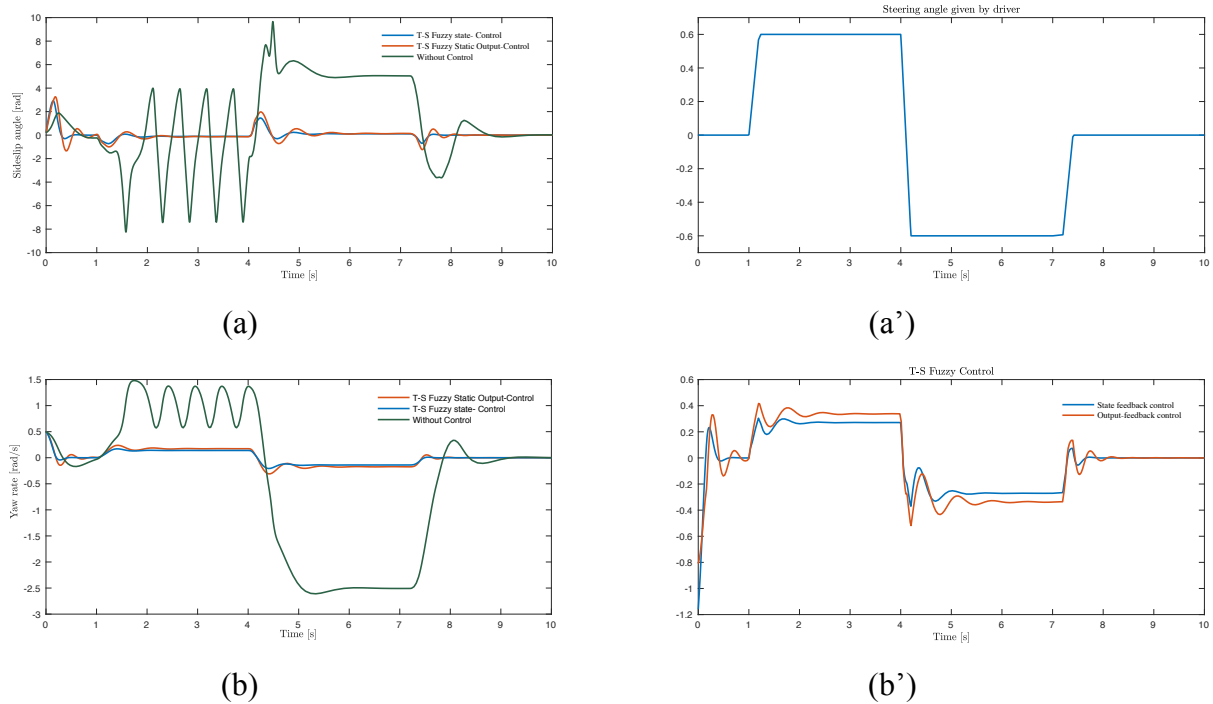 10
8
6
4
2
0
-2
-4
-6
-8
-10
Sideslip angle [rad]
T-S Fuzzy state- Control
T-S Fuzzy Static Output-Control
Without Control
0 1 2 3 4 5 6 7 8 9 10
Time [s]
(a)
Steering angle given by driver
0.6
0.4
0.2
0
-0.2
-0.4
-0.6
0 1 2 3 4 5 6 7 8 9 10
Time [s]
(a’)
1.5
1
0.5
0
-0.5
-1
-1.5
-2
-2.5
-3
Yaw rate [rad/s]
T-S Fuzzy Static Output-Control
T-S Fuzzy state- Control
Without Control
0 1 2 3 4 5 6 7 8 9 10
Time [s]
(b)
T-S Fuzzy Control
0.6
0.4
0.2
0
-0.2
-0.4
-0.6
-0.8
-1
-1.2
State feedback control
Output-feedback control
0 1 2 3 4 5 6 7 8 9 10
Time [s]
(b’)